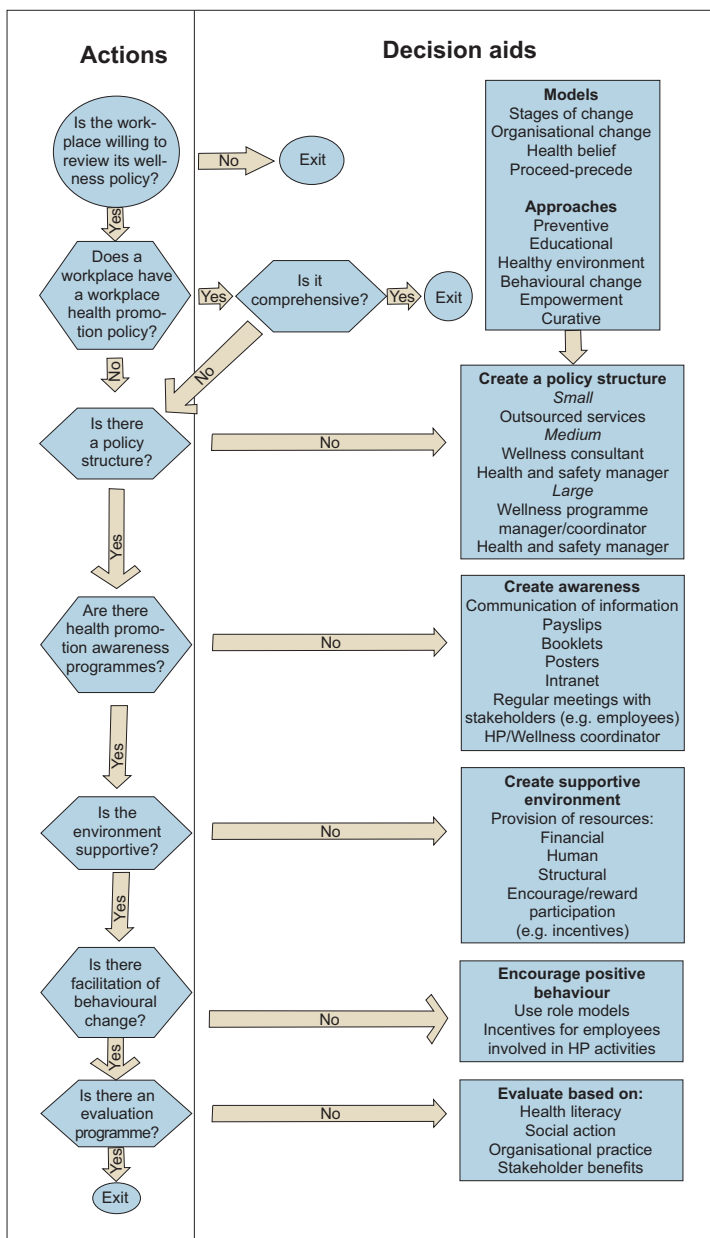 Actions
Decision aids
Is the work-
place willing to
review its well-
ness policy?
No
Exit
Models
Stages of change
Organisational change
Health belief
Proceed-precede
Approaches
Preventive
Educational
Healthy environment
Behavioural change
Empowerment
Curative
Yes
Does a
workplace have
a workplace
health promo-
tion policy?
Yes
Is it
comprehensive?
Yes
Exit
No
No
Is there
a policy
structure?
No
Create a policy structure
Small
Outsourced services
Medium
Wellness consultant
Health and safety manager
Large
Wellness programme
manager/coordinator
Health and safety manager
Yes
Are there
health promo-
tion awareness
programmes?
No
Create awareness
Communication of information
Payslips
Booklets
Posters
Intranet
Regular meetings with
stakeholders (e.g. employees)
HP/Wellness coordinator
Yes
Is the
environment
supportive?
No
Create supportive
environment
Provision of resources:
Financial
Human
Structural
Encourage/reward
participation
(e.g. incentives)
Yes
Is there
facilitation of
behavioural
change?
No
Encourage positive
behaviour
Use role models
Incentives for employees
involved in HP activities
Yes
Is there an
evaluation
programme?
No
Evaluate based on:
Health literacy
Social action
Organisational practice
Stakeholder benefits
Yes
Exit